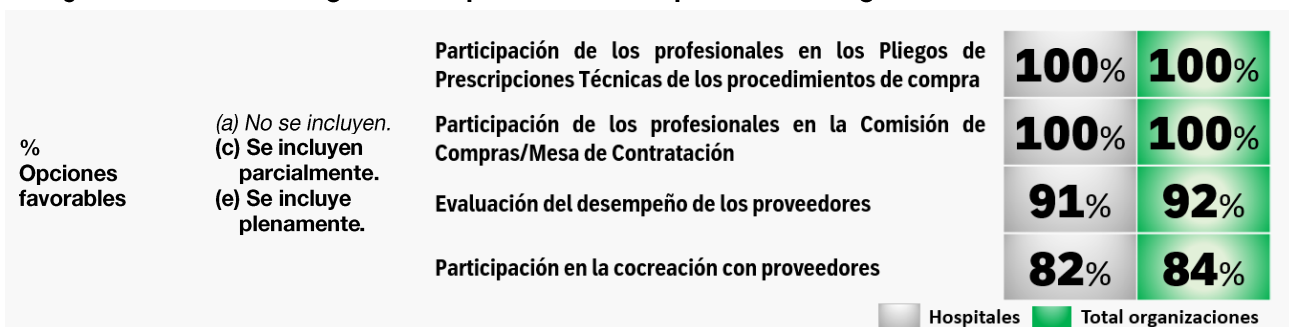 Participación de los profesionales en los Pliegos de
Prescripciones Técnicas de los procedimientos de compra
100% 100%
%
Opciones
favorables
(a) No se incluyen.
(c) Se incluyen
parcialmente.
(e) Se incluye
plenamente.
Participación de los profesionales en la Comisión de
Compras/Mesa de Contratación
100% 100%
Evaluación del desempeño de los proveedores
91% 92%
Participación en la cocreación con proveedores
82% 84%
Hospitales Total organizaciones